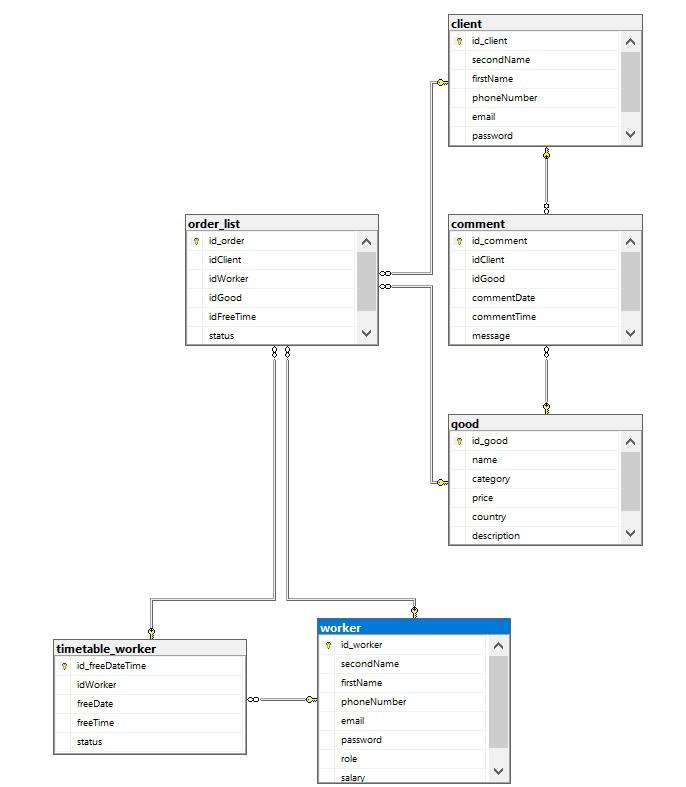 client
id_client
secondName
firstName
phoneNumber
email
password
order_list
id_order
idClient
idWorker
idGood
idFreeTime
status
comment
id_comment
idClient
idGood
commentDate
commentTime
message
good
id_good
name
category
price
country
description
timetable_worker
id_freeDateTime
idWorker
freeDate
freeTime
status
worker
id_worker
secondName
firstName
phoneNumber
email
password
role
salary